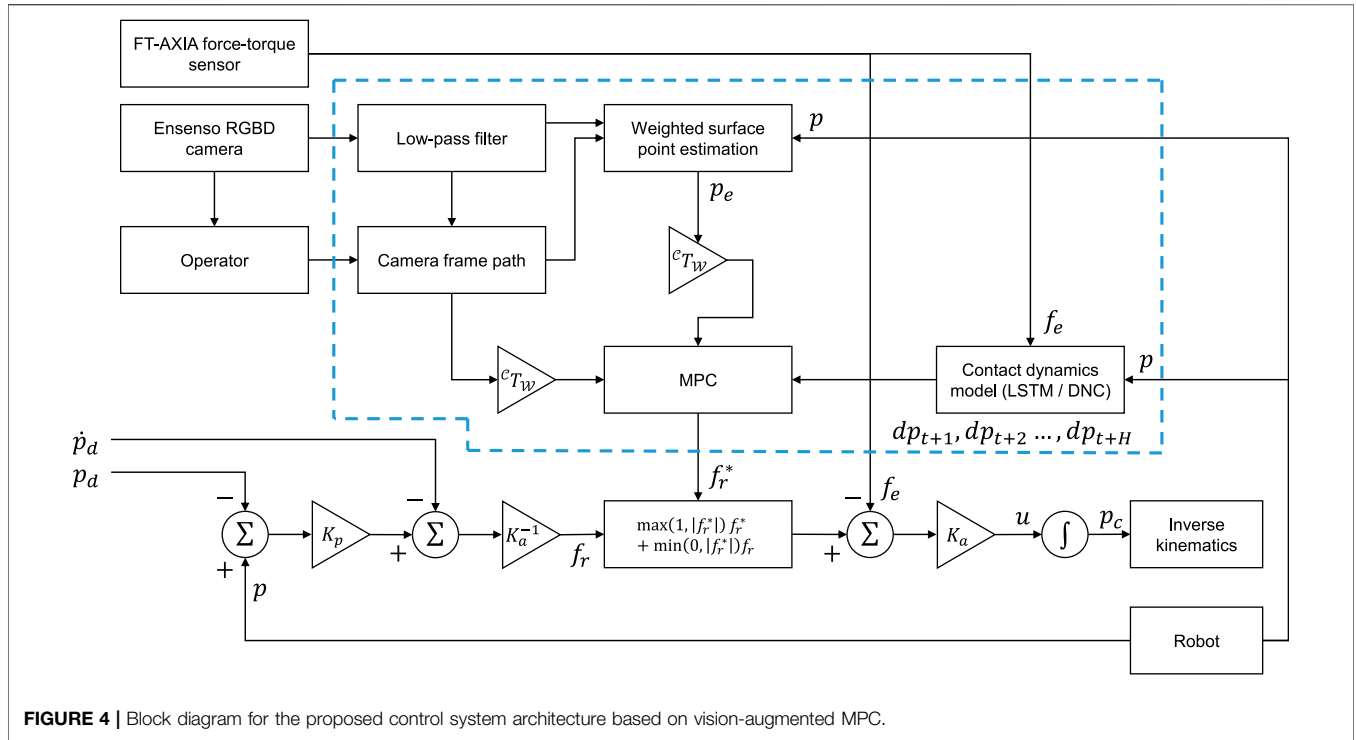 FT-AXIA force-torque
sensor
Ensenso RGBD
camera
Low-pass filter
Weighted surface
point estimation
p
p_e
Operator
Camera frame path
^cT_w
f_e
^cT_w
MPC
Contact dynamics
model (LSTM / DNC)
p
dp_{t+1}, dp_{t+2} ..., dp_{t+H}
ṗ_d
p_d
f_r^*
−
−
−
f_e
Σ
K_p
Σ
K_a^{-1}
f_r
max(1, |f_r^*|) f_r^*
+ min(0, |f_r^*|)f_r
Σ
K_a
u
∫
p_c
Inverse
kinematics
+
+
+
p
Robot
FIGURE 4 | Block diagram for the proposed control system architecture based on vision-augmented MPC.